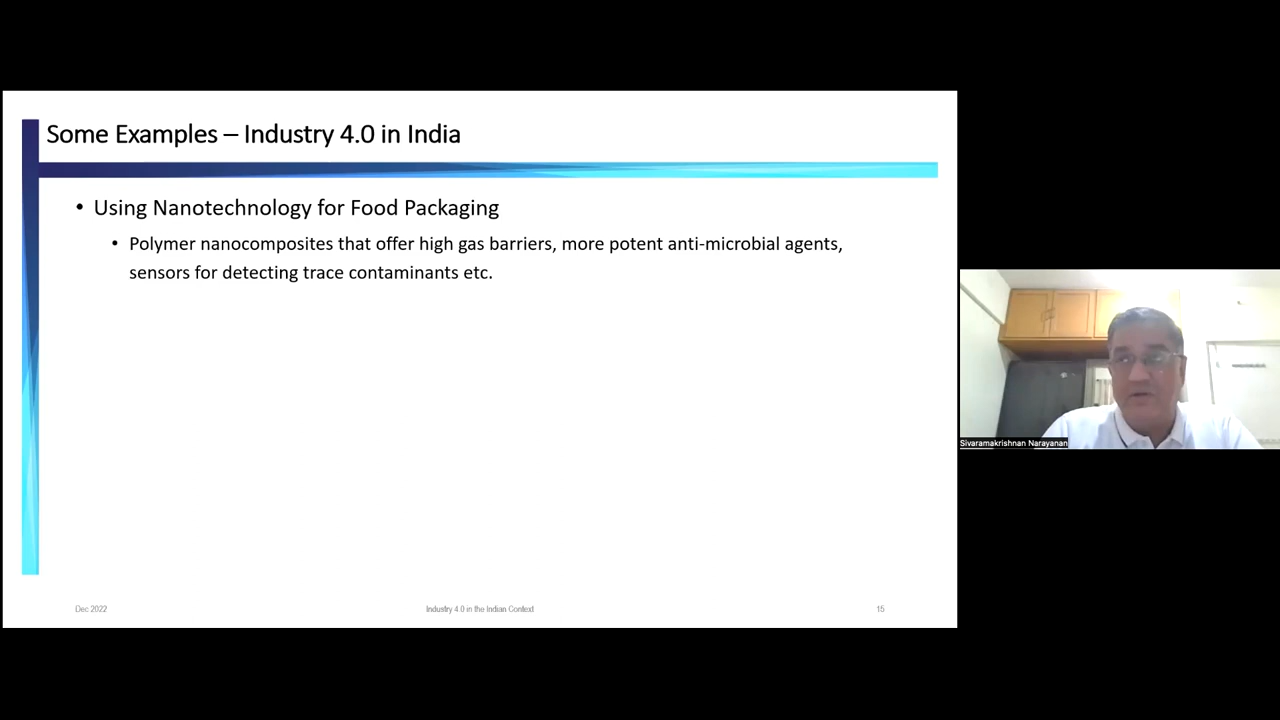 Some Examples – Industry 4.0 in India
• Using Nanotechnology for Food Packaging
• Polymer nanocomposites that offer high gas barriers, more potent anti-microbial agents,
sensors for detecting trace contaminants etc.
Sivaramakrishnan Narayanan
Dec 2022
Industry 4.0 in the Indian Context
15